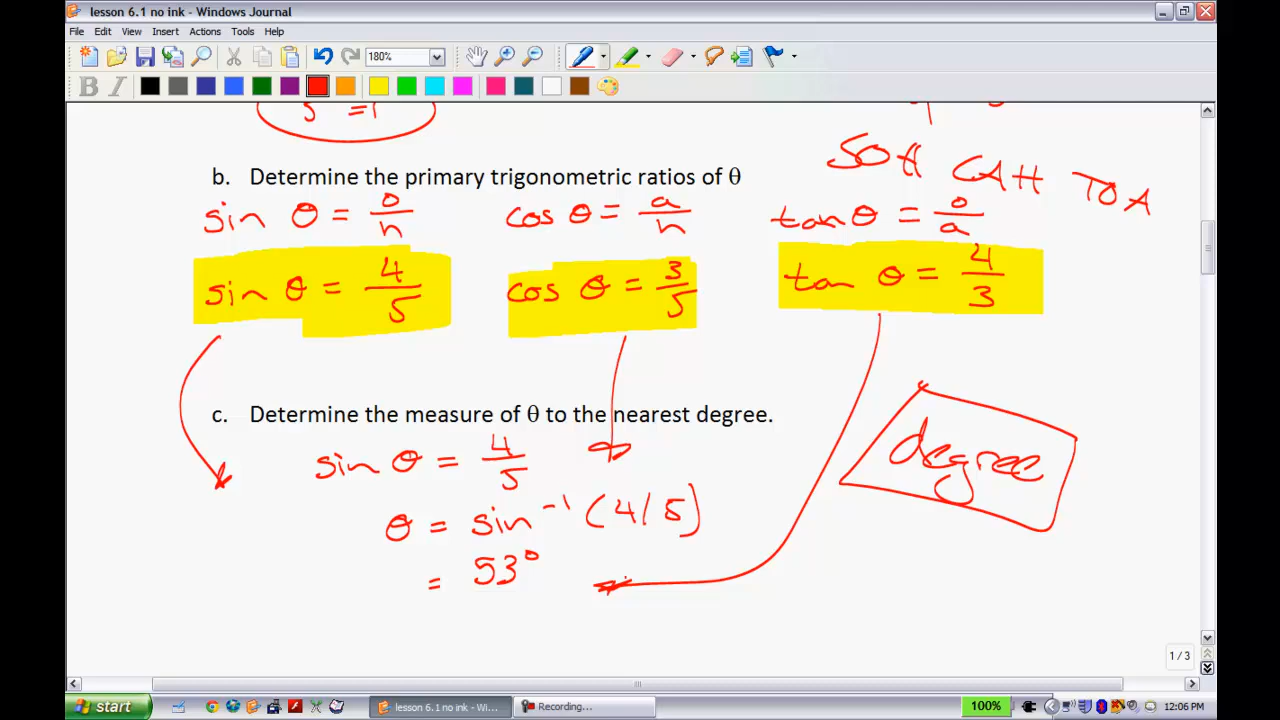 lesson 6.1 no ink - Windows Journal
File Edit View Insert Actions Tools Help
180%
B I
5 = 1
SOH CAH TOA
b. Determine the primary trigonometric ratios of θ
sin θ = o/h cos θ = a/h tan θ = o/a
sin θ = 4/5 cos θ = 3/5 tan θ = 4/3
c. Determine the measure of θ to the nearest degree.
degree
sin θ = 4/5
θ = sin⁻¹ (4/5)
= 53°
1 / 3
start lesson 6.1 no ink - Wi... Recording... 100% 12:06 PM